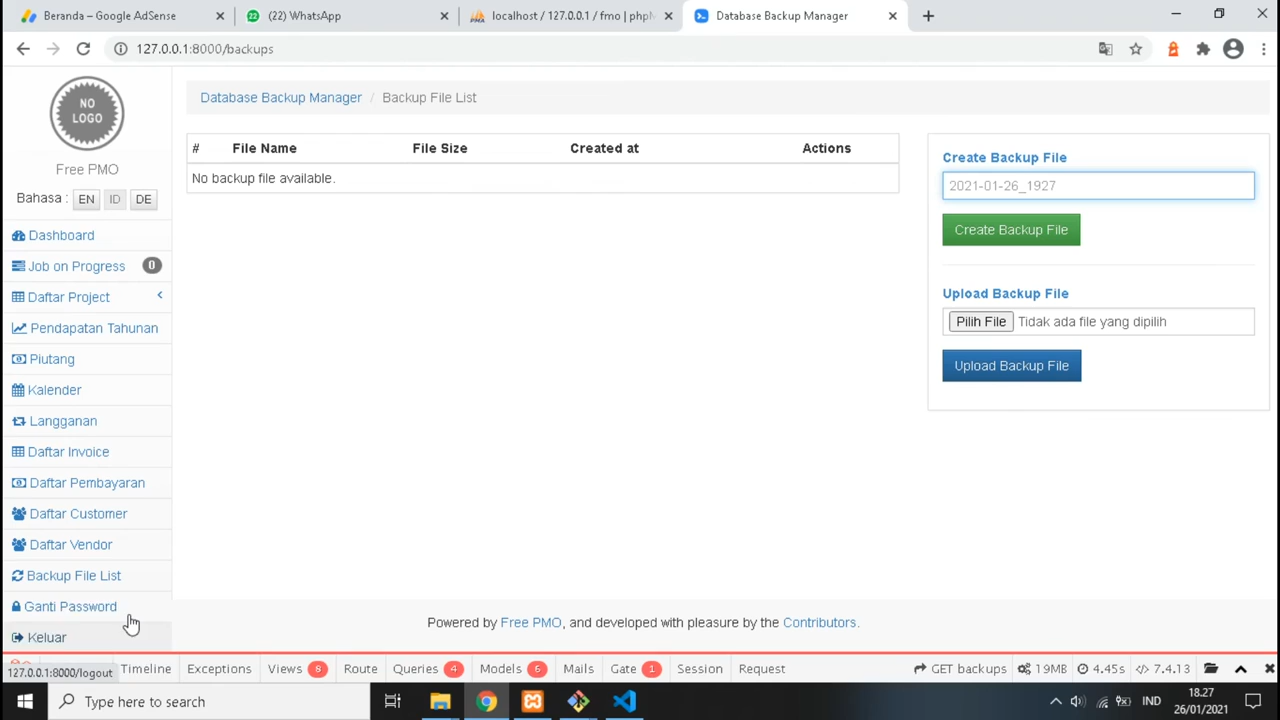 Beranda – Google AdSense
(22) WhatsApp
localhost / 127.0.0.1 / fmo | php
Database Backup Manager
127.0.0.1:8000/backups
NO
LOGO
Free PMO
Bahasa : EN ID DE
Dashboard
Job on Progress 0
Daftar Project
Pendapatan Tahunan
Piutang
Kalender
Langganan
Daftar Invoice
Daftar Pembayaran
Daftar Customer
Daftar Vendor
Backup File List
Ganti Password
Keluar
Database Backup Manager / Backup File List
# File Name File Size Created at Actions
No backup file available.
Create Backup File
2021-01-26_1927
Create Backup File
Upload Backup File
Pilih File Tidak ada file yang dipilih
Upload Backup File
Powered by Free PMO, and developed with pleasure by the Contributors.
127.0.0.1:8000/logout
Timeline Exceptions Views 8 Route Queries 4 Models 6 Mails Gate 1 Session Request GET backups 19MB 4.45s 7.4.13
Type here to search
IND
18.27
26/01/2021